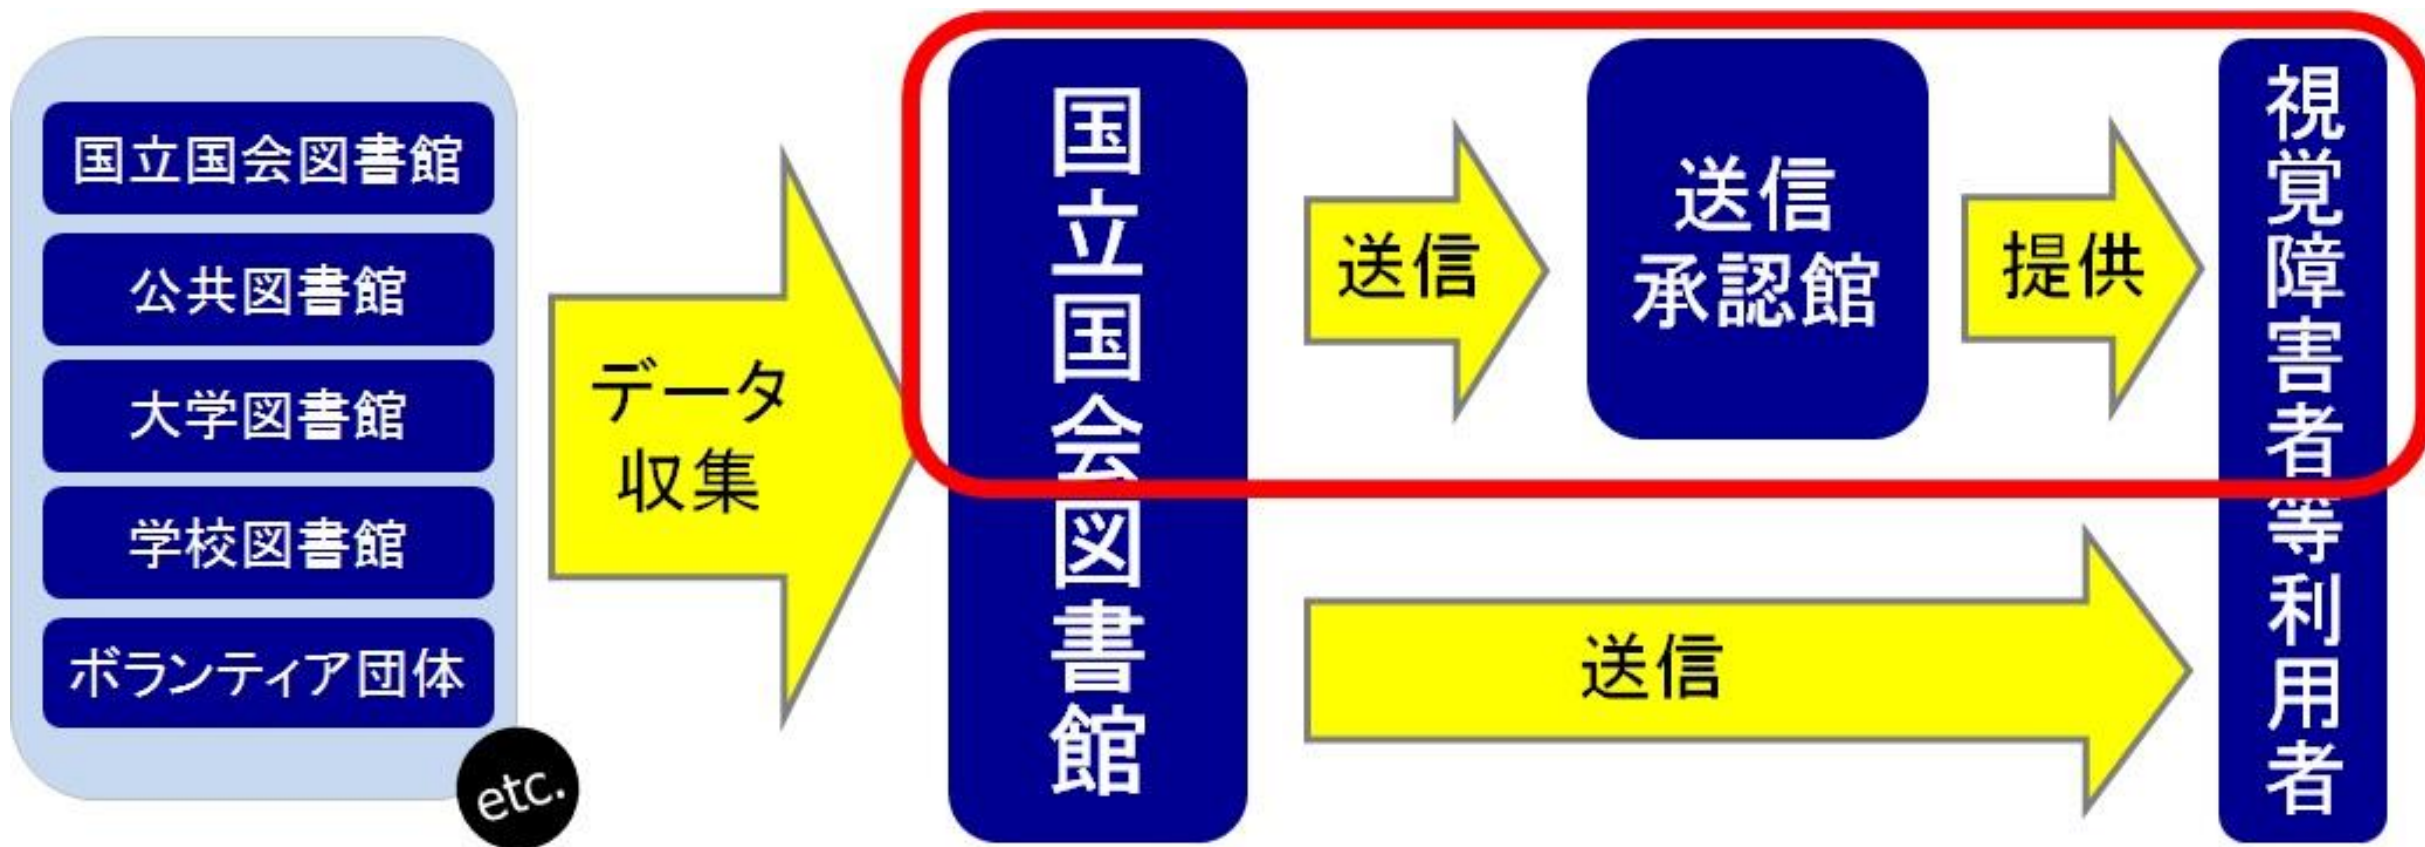 国立国会図書館
公共図書館
大学図書館
学校図書館
ボランティア団体
etc.
データ
収集
国立国会図書館
送信
送信
承認館
提供
送信
視覚障害者等利用者